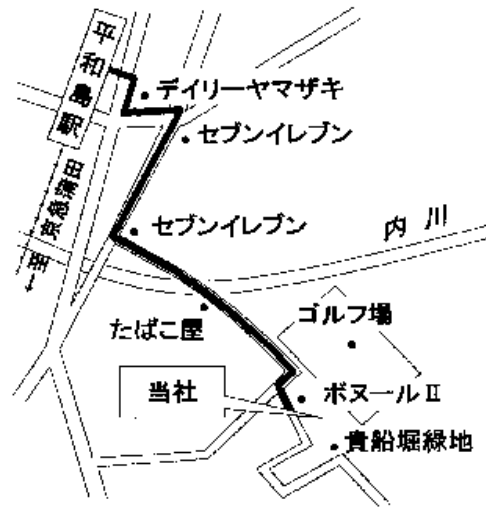 平和島駅
デイリーヤマザキ
セブンイレブン
←至 京急蒲田
セブンイレブン
内川
ゴルフ場
たばこ屋
当社
ボヌールⅡ
貴船堀緑地